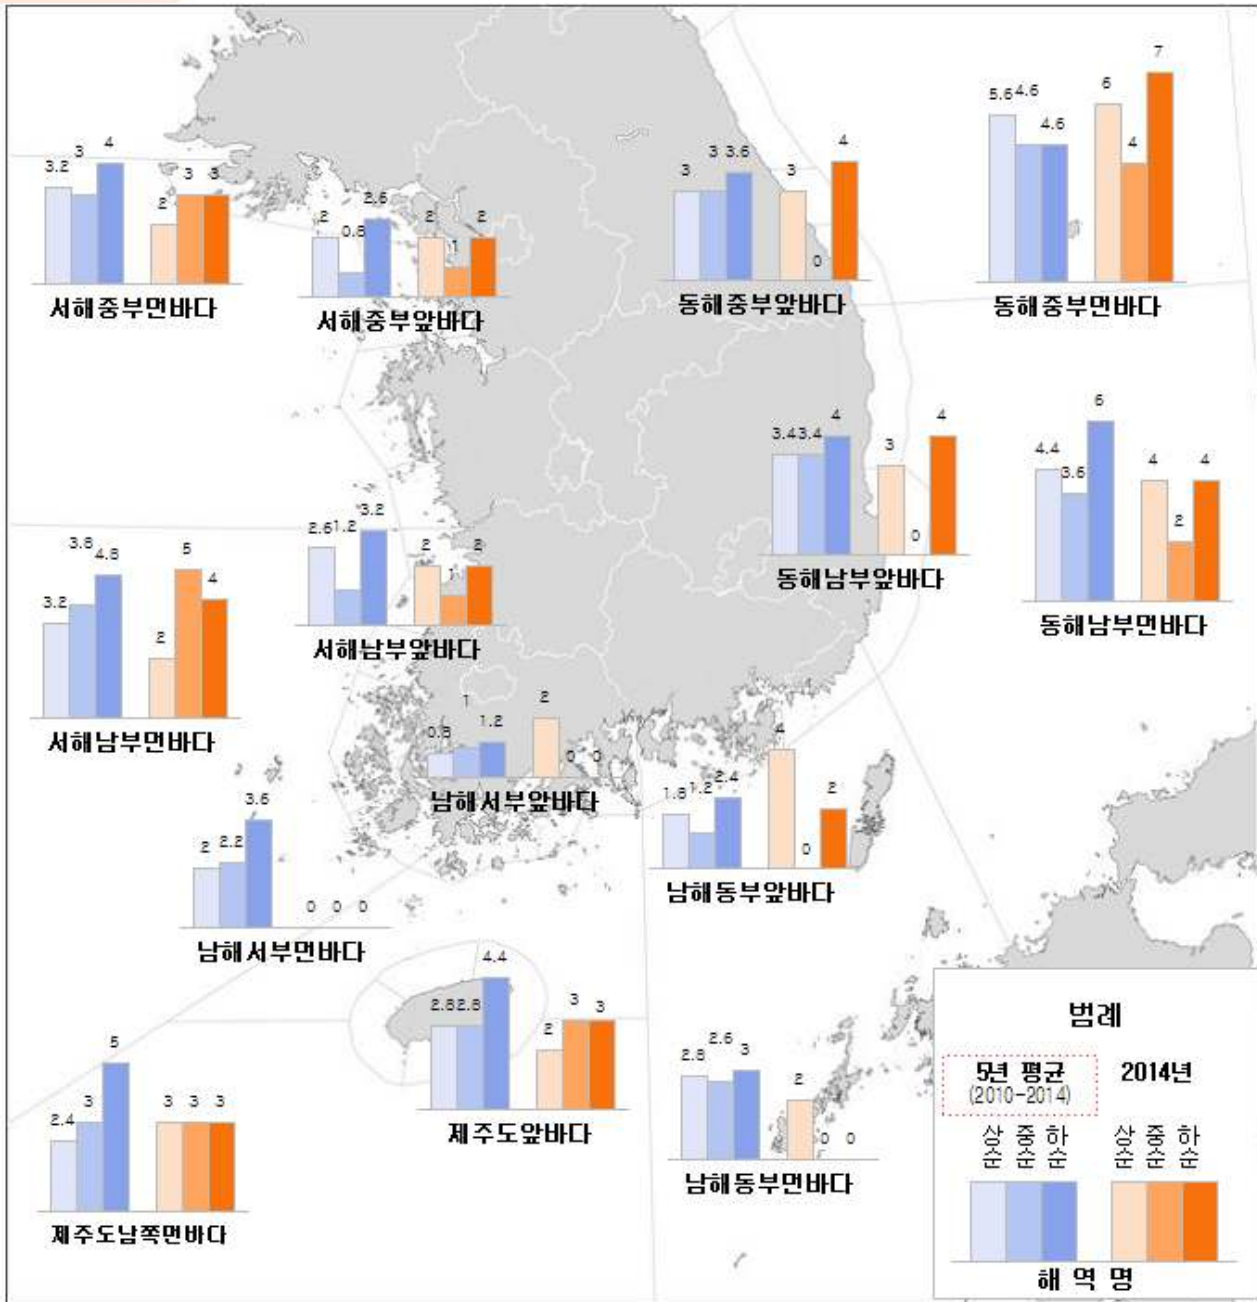 3.2 3 4 2 3 3
서해중부먼바다
2 0.8 2.6 2 1 2
서해중부앞바다
3 3 3.6 3 0 4
동해중부앞바다
5.6 4.6 4.6 6 4 7
동해중부먼바다
3.4 3.4 4 3 0 4
동해남부앞바다
4.4 3.6 6 4 2 4
동해남부먼바다
3.2 3.8 4.8 2 5 4
서해남부먼바다
2.6 1.2 3.2 2 1 2
서해남부앞바다
0.8 1 1.2 2 0 0
남해서부앞바다
1.8 1.2 2.4 4 0 2
남해동부앞바다
2 2.2 3.6 0 0 0
남해서부먼바다
2.8 2.8 4.4 2 3 3
제주도앞바다
2.8 2.6 3 2 0 0
남해동부먼바다
2.4 3 5 3 3 3
제주도남쪽먼바다
범례
5년 평균 2014년
(2010-2014)
상순 중순 하순 상순 중순 하순
해 역 명